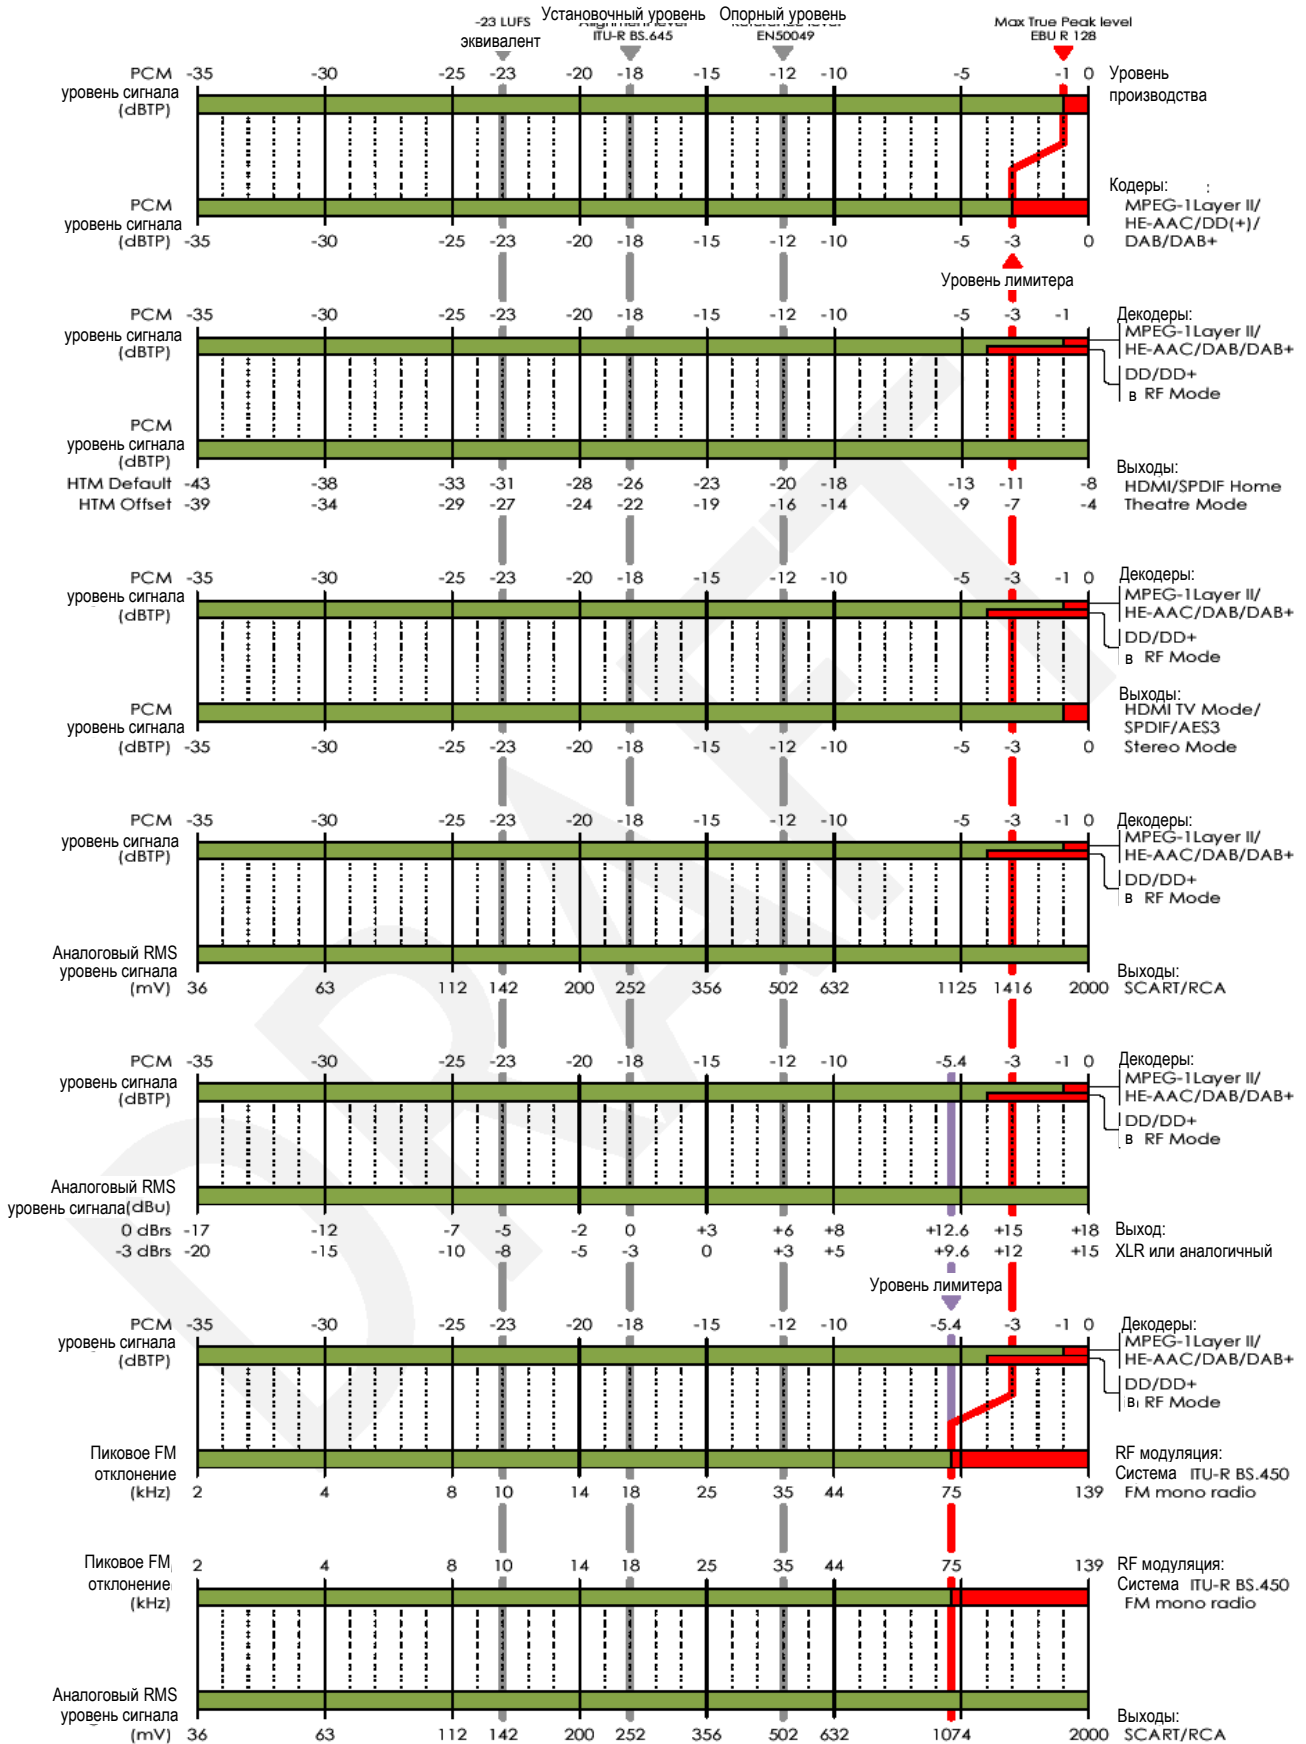 Установочный уровень Опорный уровень
-23 LUFS
эквивалент
ITU-R BS.645
EN50049
Max True Peak level
EBU R 128
PCM -35 -30 -25 -23 -20 -18 -15 -12 -10 -5 -1 0 Уровень
уровень сигнала
производства
(dBTP)
Кодеры: :
PCM MPEG-1Layer II/
уровень сигнала HE-AAC/DD(+)/
(dBTP) -35 -30 -25 -23 -20 -18 -15 -12 -10 -5 -3 0 DAB/DAB+
Уровень лимитера
PCM -35 -30 -25 -23 -20 -18 -15 -12 -10 -5 -3 -1 Декодеры:
уровень сигнала MPEG-1Layer II/
(dBTP) HE-AAC/DAB/DAB+
DD/DD+
в RF Mode
PCM
уровень сигнала
(dBTP)
Выходы:
HTM Default -43 -38 -33 -31 -28 -26 -23 -20 -18 -13 -11 -8 HDMI/SPDIF Home
HTM Offset -39 -34 -29 -27 -24 -22 -19 -16 -14 -9 -7 -4 Theatre Mode
PCM -35 -30 -25 -23 -20 -18 -15 -12 -10 -5 -3 -1 0 Декодеры:
уровень сигнала MPEG-1Layer II/
(dBTP) HE-AAC/DAB/DAB+
DD/DD+
в RF Mode
Выходы:
PCM HDMI TV Mode/
уровень сигнала SPDIF/AES3
(dBTP) -35 -30 -25 -23 -20 -18 -15 -12 -10 -5 -3 0 Stereo Mode
PCM -35 -30 -25 -23 -20 -18 -15 -12 -10 -5 -3 -1 0 Декодеры:
уровень сигнала MPEG-1Layer II/
(dBTP) HE-AAC/DAB/DAB+
DD/DD+
в RF Mode
Аналоговый RMS
уровень сигнала Выходы:
(mV) 36 63 112 142 200 252 356 502 632 1125 1416 2000 SCART/RCA
PCM -35 -30 -25 -23 -20 -18 -15 -12 -10 -5.4 -3 -1 0 Декодеры:
уровень сигнала MPEG-1Layer II/
(dBTP) HE-AAC/DAB/DAB+
DD/DD+
в RF Mode
Аналоговый RMS
уровень сигнала(dBu)
0 dBrs -17 -12 -7 -5 -2 0 +3 +6 +8 +12.6 +15 +18 Выход:
-3 dBrs -20 -15 -10 -8 -5 -3 0 +3 +5 +9.6 +12 +15 XLR или аналогичный
Уровень лимитера
PCM -35 -30 -25 -23 -20 -18 -15 -12 -10 -5.4 -3 -1 0 Декодеры:
уровень сигнала MPEG-1Layer II/
(dBTP) HE-AAC/DAB/DAB+
DD/DD+
в RF Mode
Пиковое FM RF модуляция:
отклонение Система ITU-R BS.450
(kHz) 2 4 8 10 14 18 25 35 44 75 139 FM mono radio
Пиковое FM 2 4 8 10 14 18 25 35 44 75 139 RF модуляция:
отклонение Система ITU-R BS.450
(kHz) FM mono radio
Аналоговый RMS
уровень сигнала Выходы:
(mV) 36 63 112 142 200 252 356 502 632 1074 2000 SCART/RCA
DRAFT